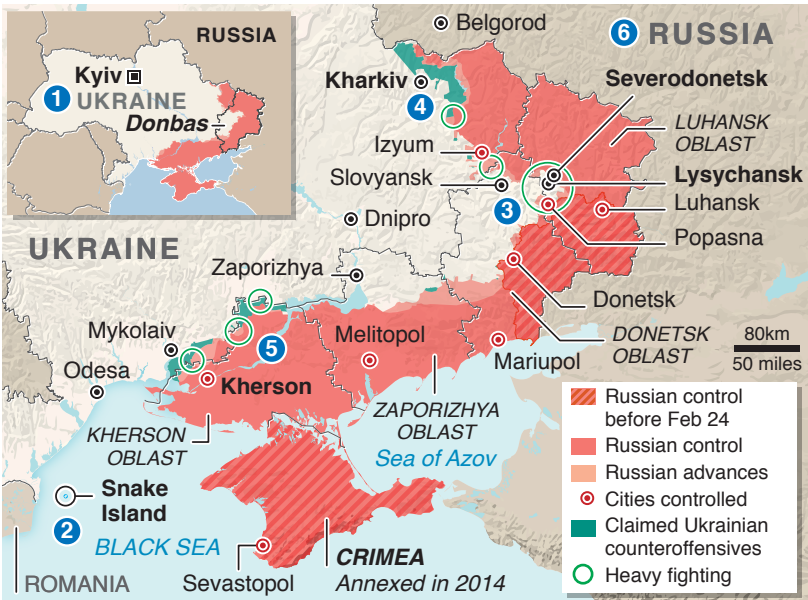 1
RUSSIA
Kyiv
1
UKRAINE
Donbas
Belgorod
6 RUSSIA
Kharkiv
4
Severodonetsk
LUHANSK
OBLAST
Izyum
Slovyansk
Lysychansk
3
Luhansk
Dnipro
Popasna
UKRAINE
Zaporizhya
Donetsk
Mykolaiv
Melitopol
DONETSK
OBLAST
5
Mariupol
80km
50 miles
Odesa
Kherson
ZAPORIZHYA
OBLAST
KHERSON
OBLAST
Sea of Azov
Snake
Island
2
BLACK SEA
ROMANIA
Sevastopol
CRIMEA
Annexed in 2014
Russian control
before Feb 24
Russian control
Russian advances
Cities controlled
Claimed Ukrainian
counteroffensives
Heavy fighting